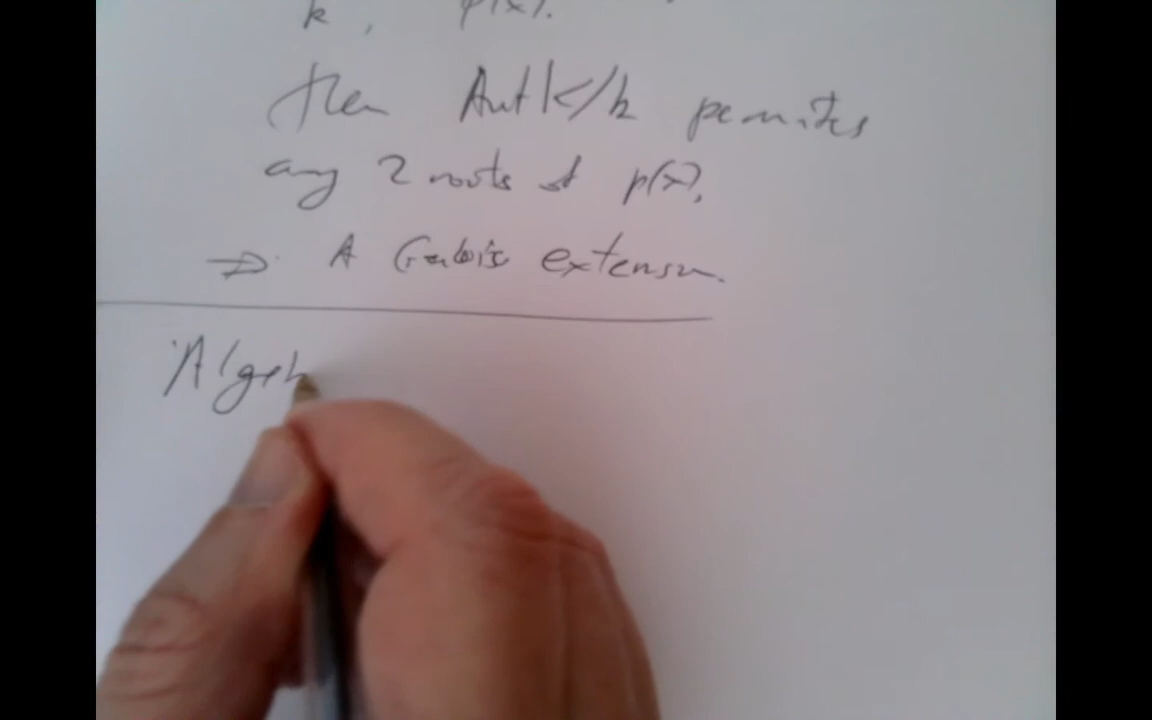 k, p(x).
then Aut K/k permutes
any 2 roots of p(x).
⇒ A Galois extension.
Algeb